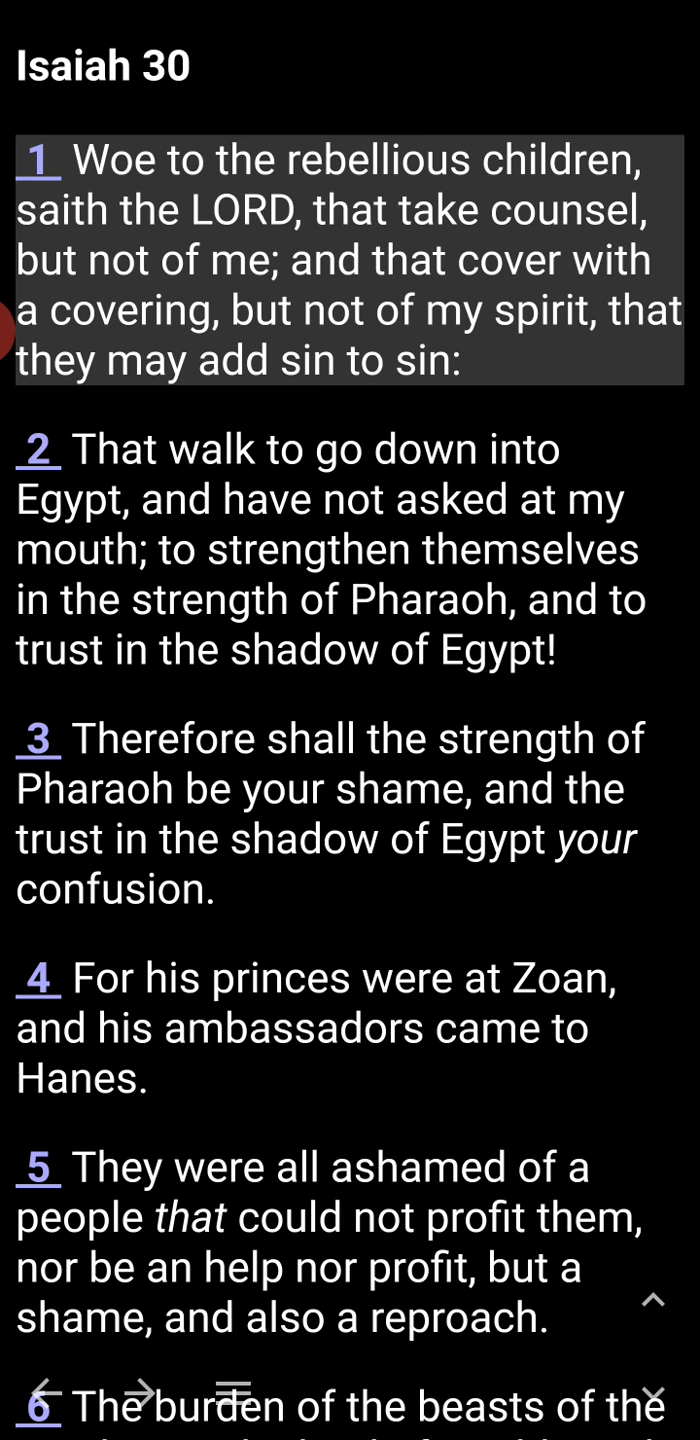 Isaiah 30
1 Woe to the rebellious children,
saith the LORD, that take counsel,
but not of me; and that cover with
a covering, but not of my spirit, that
they may add sin to sin:
2 That walk to go down into
Egypt, and have not asked at my
mouth; to strengthen themselves
in the strength of Pharaoh, and to
trust in the shadow of Egypt!
3 Therefore shall the strength of
Pharaoh be your shame, and the
trust in the shadow of Egypt your
confusion.
4 For his princes were at Zoan,
and his ambassadors came to
Hanes.
5 They were all ashamed of a
people that could not profit them,
nor be an help nor profit, but a
shame, and also a reproach.
6 The burden of the beasts of the